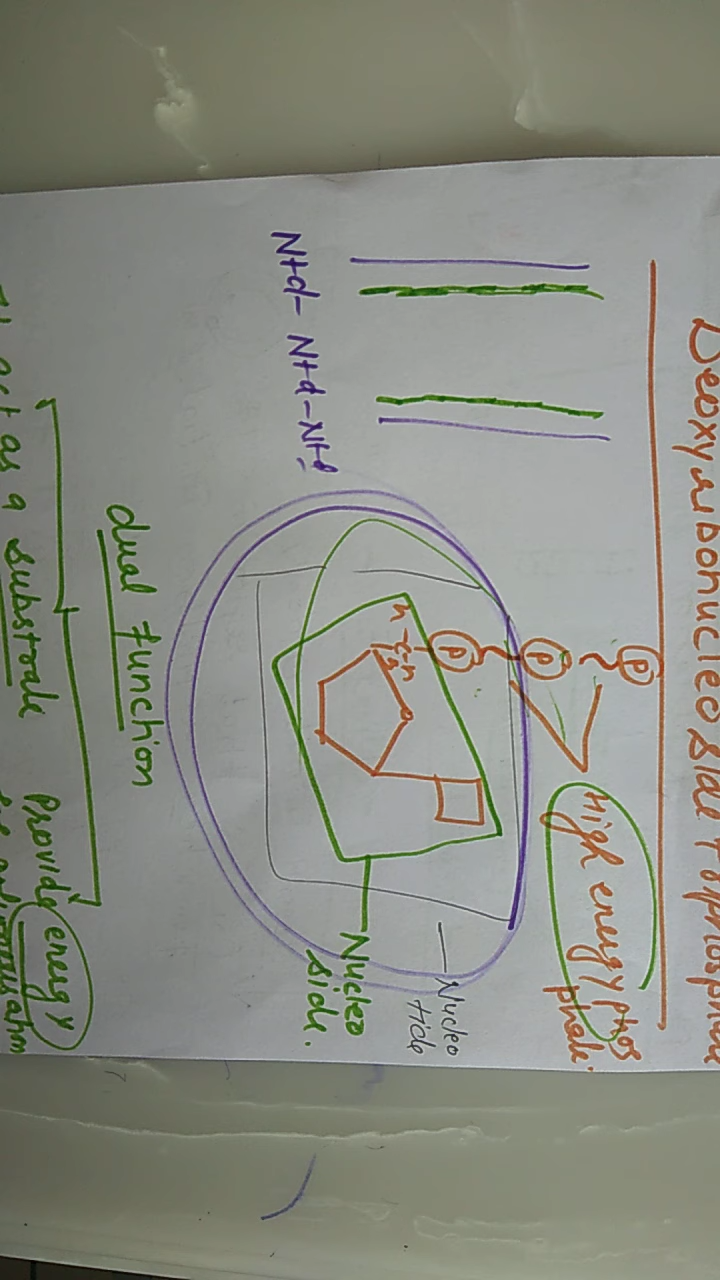 Deoxyribonucleoside triphosphate
P
P
P
High energy phos
phate.
H-C-H
Nucleo
tide
Nucleo
side.
Ntd- Ntd-Ntd
dual function
act as a substrate
Provide energy